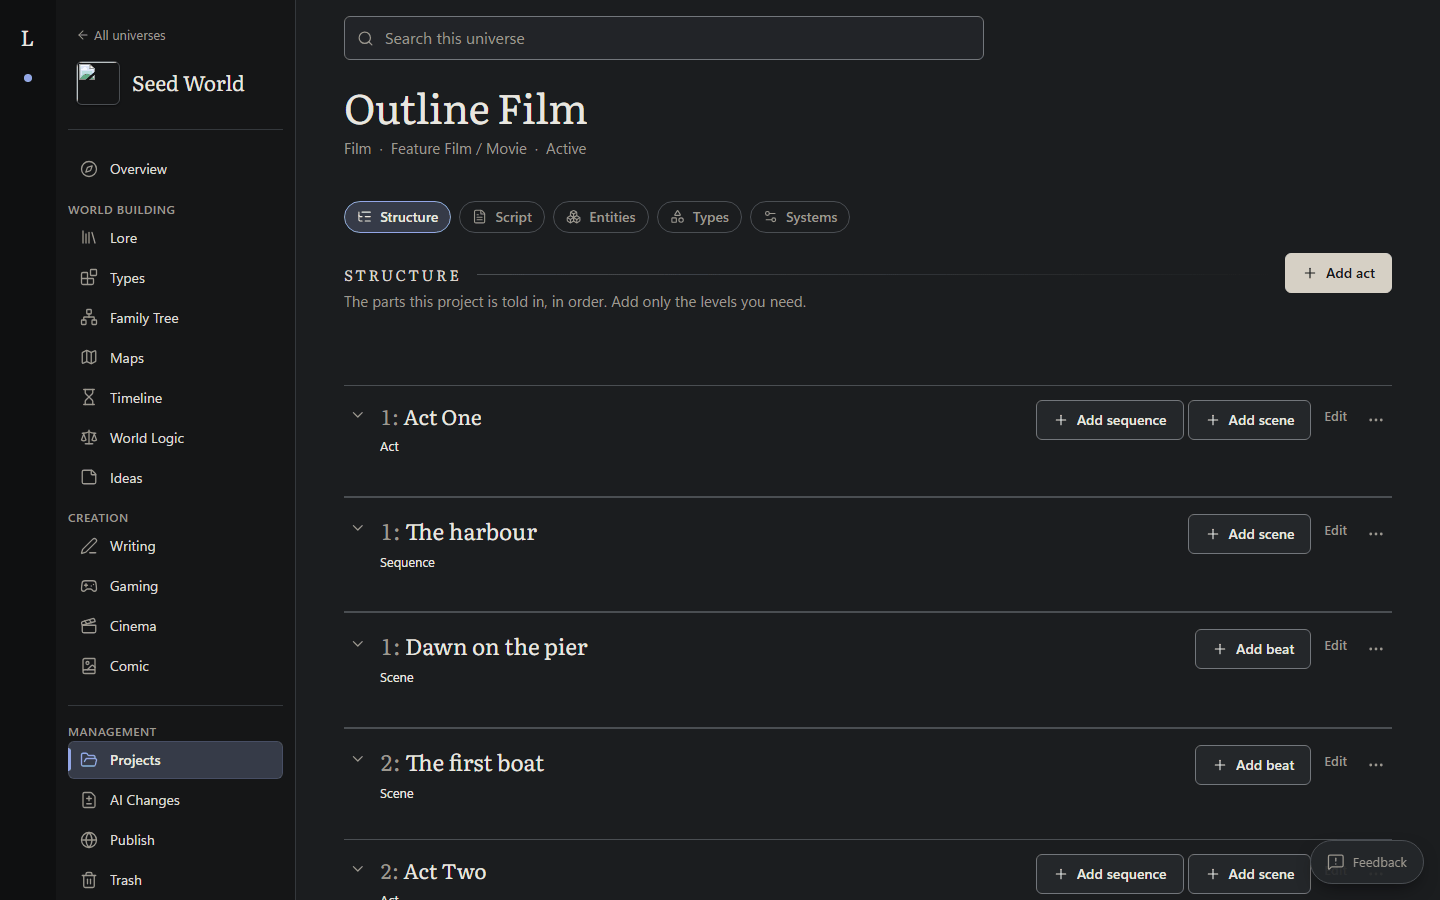 L
All universes
Seed World
Overview
WORLD BUILDING
Lore
Types
Family Tree
Maps
Timeline
World Logic
Ideas
CREATION
Writing
Gaming
Cinema
Comic
MANAGEMENT
Projects
AI Changes
Publish
Trash
Search this universe
Outline Film
Film · Feature Film / Movie · Active
Structure Script Entities Types Systems
STRUCTURE
Add act
The parts this project is told in, in order. Add only the levels you need.
1: Act One
Add sequence Add scene Edit
Act
1: The harbour
Add scene Edit
Sequence
1: Dawn on the pier
Add beat Edit
Scene
2: The first boat
Add beat Edit
Scene
2: Act Two
Add sequence Add scene
Feedback
Act